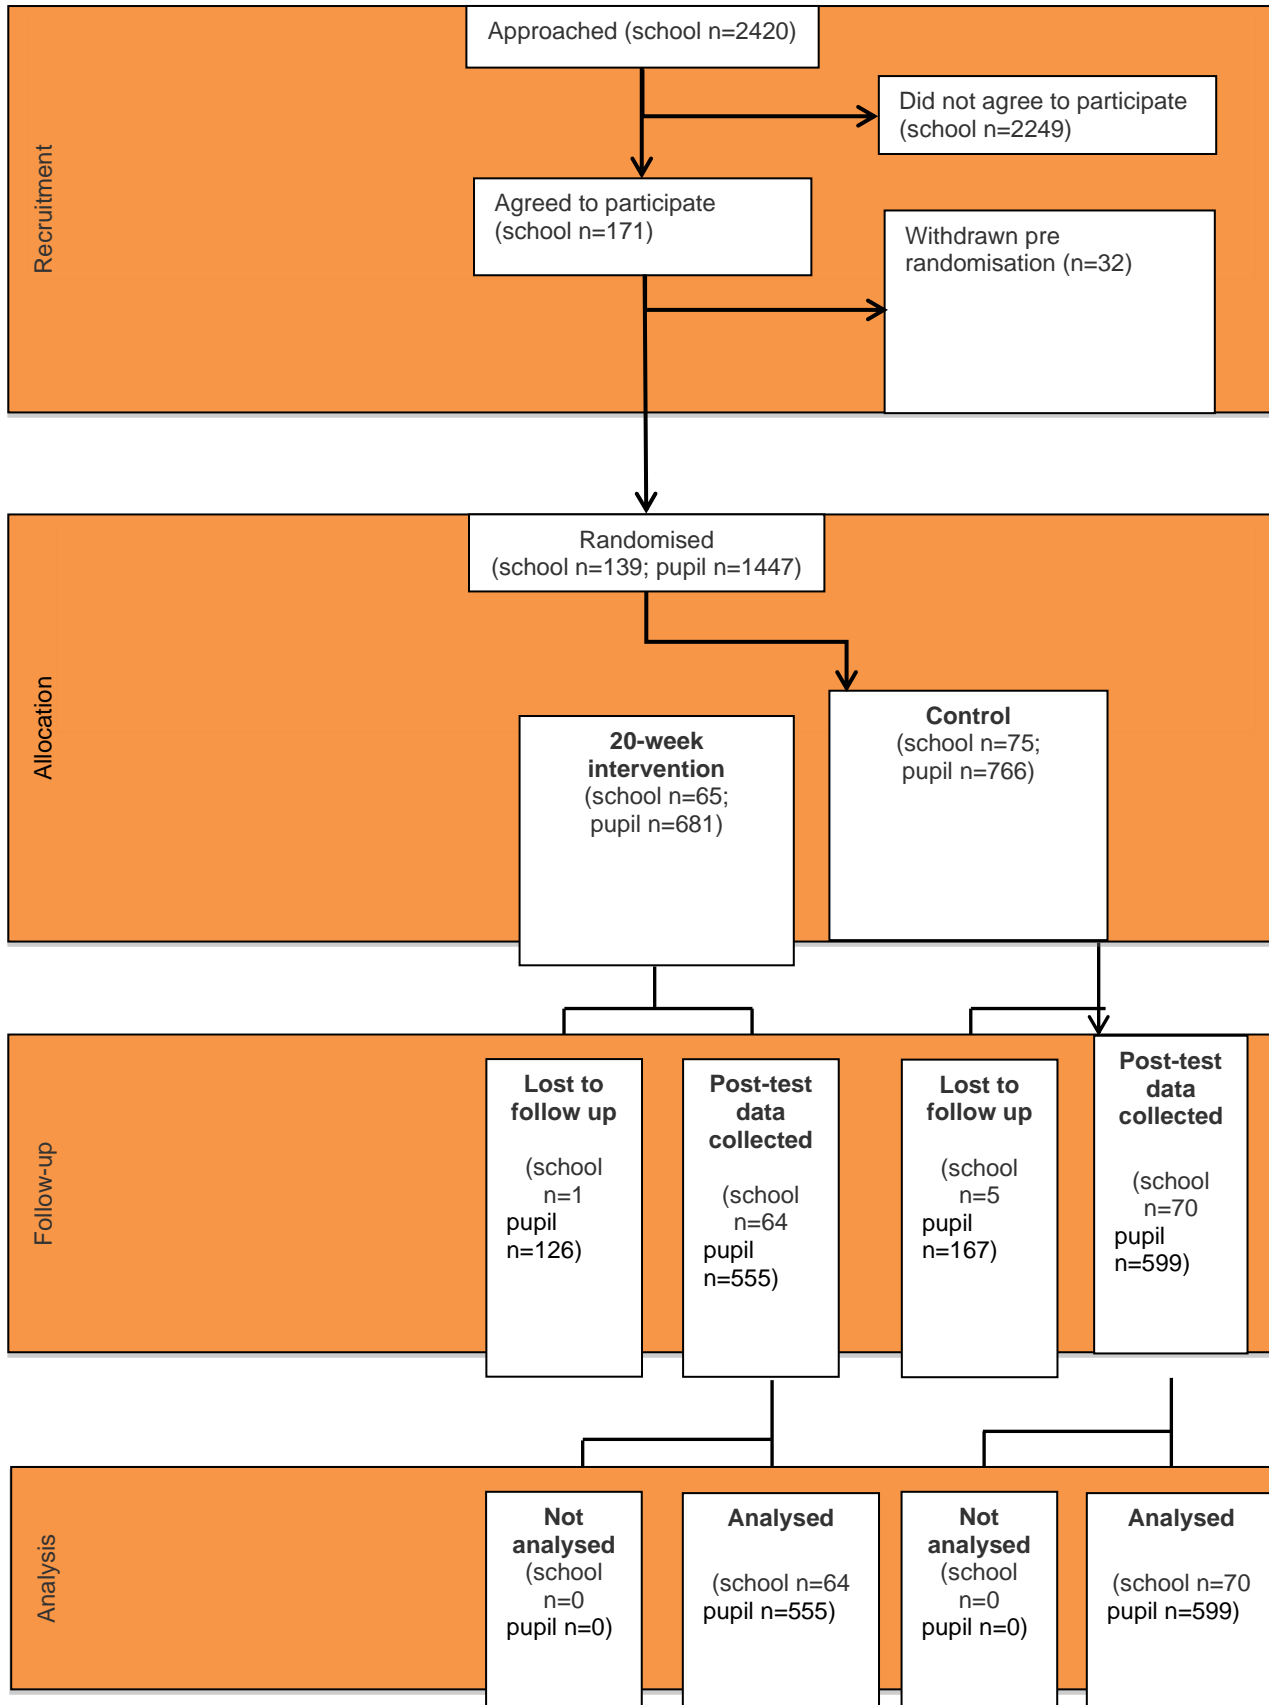 Approached (school n=2420)
Did not agree to participate
(school n=2249)
Recruitment
Agreed to participate
(school n=171)
Withdrawn pre
randomisation (n=32)
Randomised
(school n=139; pupil n=1447)
Allocation
20-week
intervention
(school n=65;
pupil n=681)
Control
(school n=75;
pupil n=766)
Follow-up
Lost to
follow up
(school
n=1
pupil
n=126)
Post-test
data
collected
(school
n=64
pupil
n=555)
Lost to
follow up
(school
n=5
pupil
n=167)
Post-test
data
collected
(school
n=70
pupil
n=599)
Analysis
Not
analysed
(school
n=0
pupil n=0)
Analysed
(school n=64
pupil n=555)
Not
analysed
(school
n=0
pupil n=0)
Analysed
(school n=70
pupil n=599)